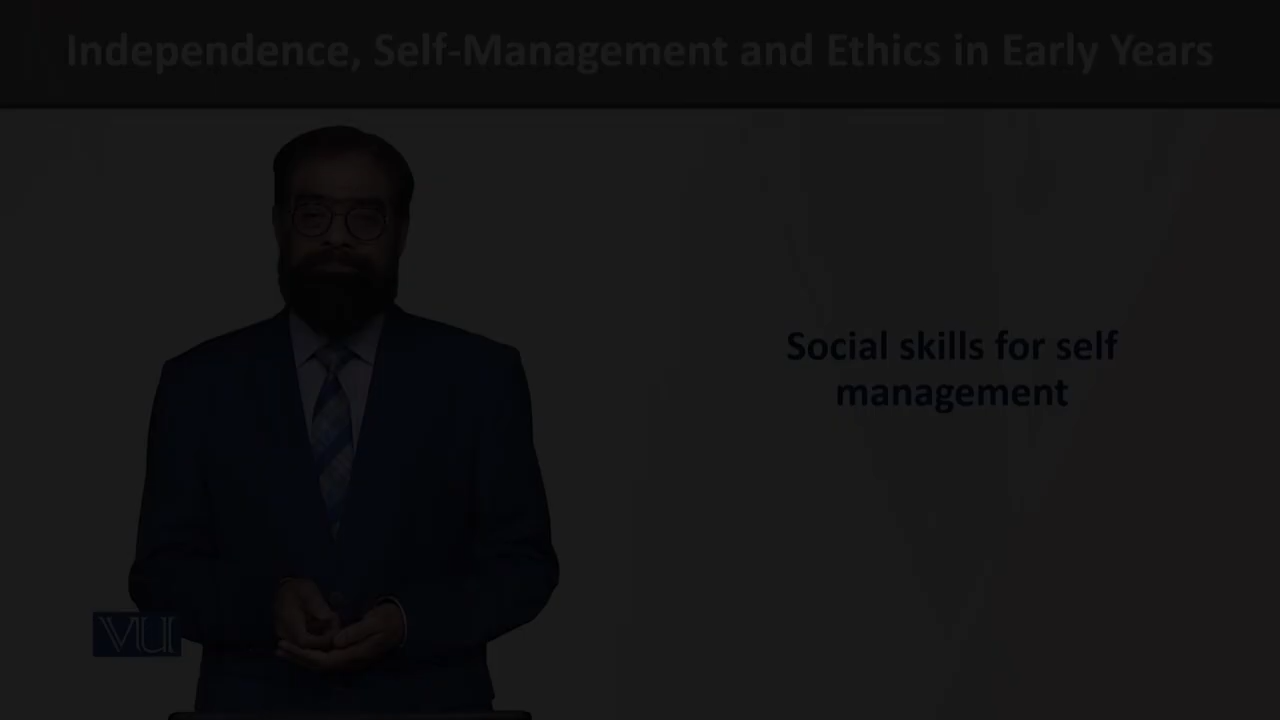 Independence, Self-Management and Ethics in Early Years
Social skills for self
management
VU